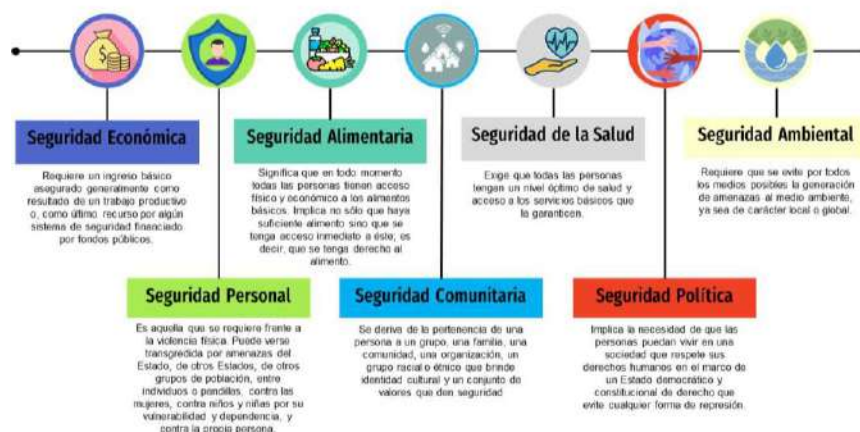 Seguridad Económica
Requiere un ingreso básico
asegurado generalmente como
resultado de un trabajo productivo
o, como último, recurso por algún
sistema de seguridad financiado
por fondos públicos.
Seguridad Personal
Es aquella que se requiere frente a
la violencia física. Puede verse
transgredida por amenazas del
Estado, de otros Estados, de otros
grupos de población, entre
individuos o pandillas, contra las
mujeres, contra niños y niñas por su
vulnerabilidad y dependencia, y
contra la propia persona.
Seguridad Alimentaria
Significa que en todo momento
todas las personas tienen acceso
físico y económico a los alimentos
básicos. Implica no sólo que haya
suficiente alimento sino que se
tenga acceso inmediato a éste; es
decir, que se tenga derecho al
alimento.
Seguridad Comunitaria
Se deriva de la pertenencia de una
persona a un grupo, una familia, una
comunidad, una organización, un
grupo racial o étnico que brinde
identidad cultural y un conjunto de
valores que den seguridad
Seguridad de la Salud
Exige que todas las personas
tengan un nivel óptimo de salud y
acceso a los servicios básicos que
la garanticen.
Seguridad Política
Implica la necesidad de que las
personas puedan vivir en una
sociedad que respete sus
derechos humanos en el marco de
un Estado democrático y
constitucional de derecho que
evite cualquier forma de represión.
Seguridad Ambiental
Requiere que se evite por todos
los medios posibles la generación
de amenazas al medio ambiente,
ya sea de carácter local o global.